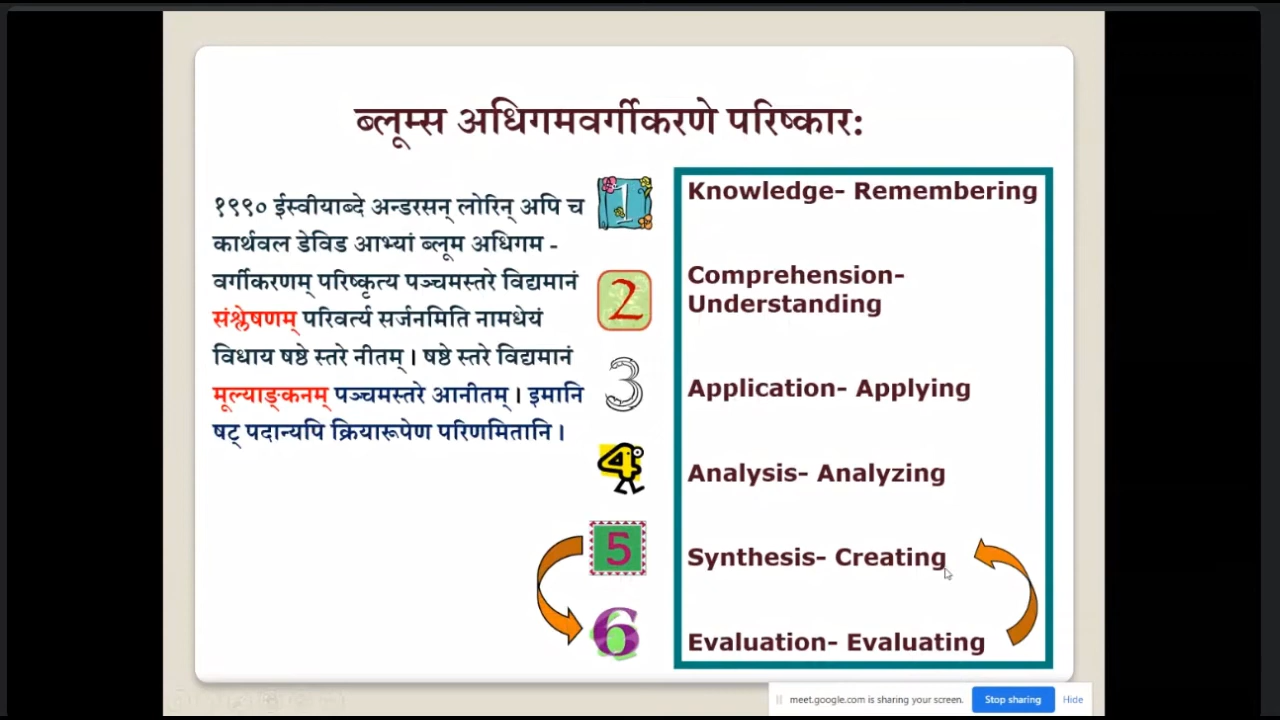 ब्लूम्स अधिगमवर्गीकरणे परिष्कार:
१९९० ईस्वीयाब्दे अन्डरसन् लोरिन् अपि च
कार्थवल डेविड आभ्यां ब्लूम अधिगम -
वर्गीकरणम् परिष्कृत्य पञ्चमस्तरे विद्यमानं
संश्लेषणम् परिवर्त्य सर्जनमिति नामधेयं
विधाय षष्ठे स्तरे नीतम् । षष्ठे स्तरे विद्यमानं
मूल्याङ्कनम् पञ्चमस्तरे आनीतम् । इमानि
षट् पदान्यपि क्रियारूपेण परिणमितानि ।
1
Knowledge- Remembering
2
Comprehension-
Understanding
3
Application- Applying
4
Analysis- Analyzing
5
Synthesis- Creating
6
Evaluation- Evaluating
meet.google.com is sharing your screen.
Stop sharing
Hide